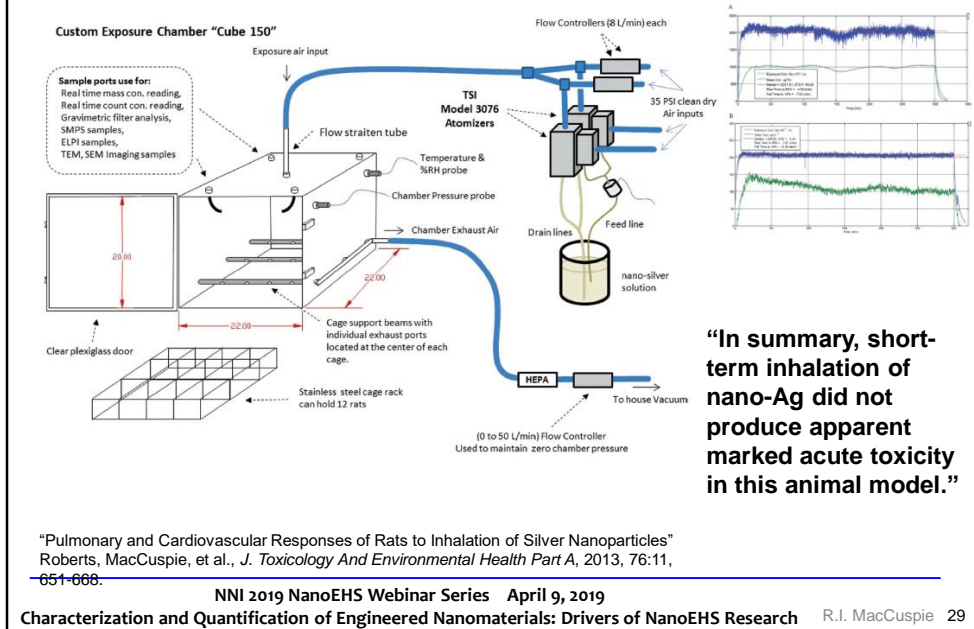 Custom Exposure Chamber “Cube 150”
Exposure air input
Sample ports use for:
Real time mass con. reading,
Real time count con. reading,
Gravimetric filter analysis,
SMPS samples,
ELPI samples,
TEM, SEM Imaging samples
Flow straiten tube
Temperature &
%RH probe
Chamber Pressure probe
Chamber Exhaust Air
20.00
22.00
22.00
Clear plexiglass door
Cage support beams with
individual exhaust ports
located at the center of each
cage.
Stainless steel cage rack
can hold 12 rats
Flow Controllers (8 L/min) each
TSI
Model 3076
Atomizers
35 PSI clean dry
Air inputs
Drain lines
Feed line
nano-silver
solution
HEPA
To house Vacuum
(0 to 50 L/min) Flow Controller
Used to maintain zero chamber pressure
A
B
“In summary, short-
term inhalation of
nano-Ag did not
produce apparent
marked acute toxicity
in this animal model.”
“Pulmonary and Cardiovascular Responses of Rats to Inhalation of Silver Nanoparticles”
Roberts, MacCuspie, et al., J. Toxicology And Environmental Health Part A, 2013, 76:11,
651-668.
NNI 2019 NanoEHS Webinar Series April 9, 2019
Characterization and Quantification of Engineered Nanomaterials: Drivers of NanoEHS Research
R.I. MacCuspie 29